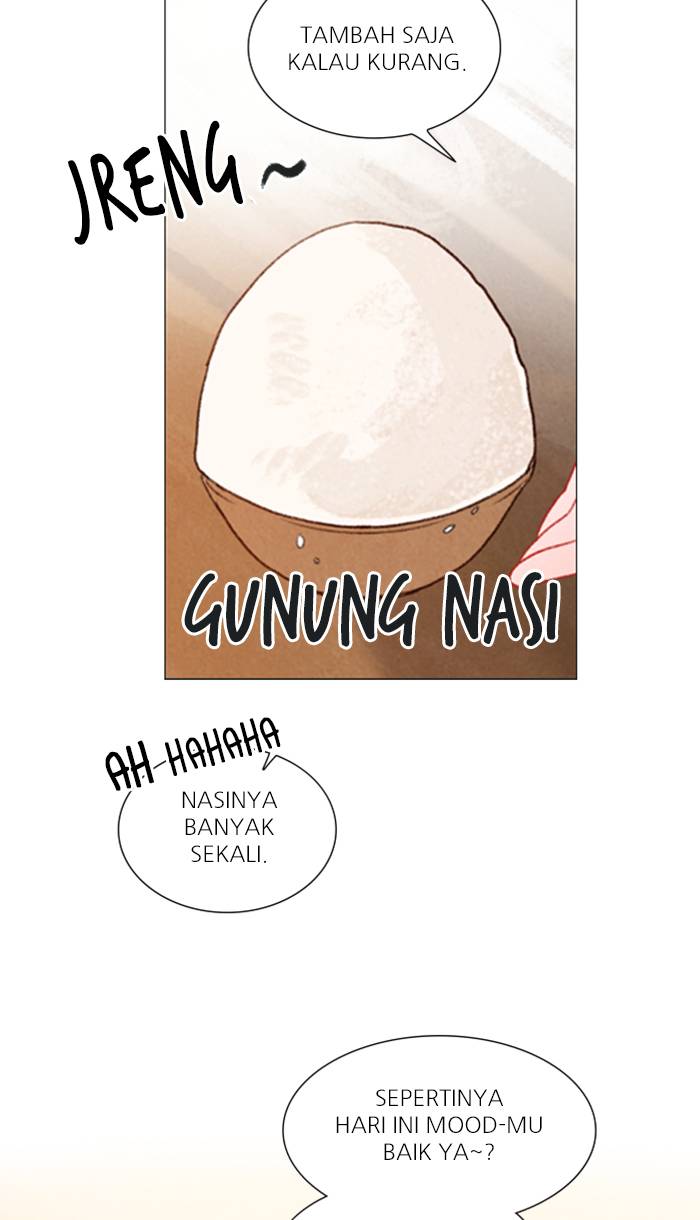 TAMBAH SAJA
KALAU KURANG.
JRENG~
GUNUNG NASI
AH HAHAHA
NASINYA
BANYAK
SEKALI.
SEPERTINYA
HARI INI MOOD-MU
BAIK YA~?